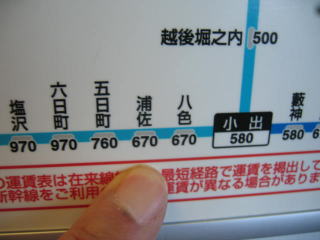 越後堀之内 500
塩沢 六日町 五日町 浦佐 八色 小出 藪神
970 970 760 670 670 580 580
運賃表は在来線 最短経路で運賃を掲出して
新幹線をご利用 運賃が異なる場合があります